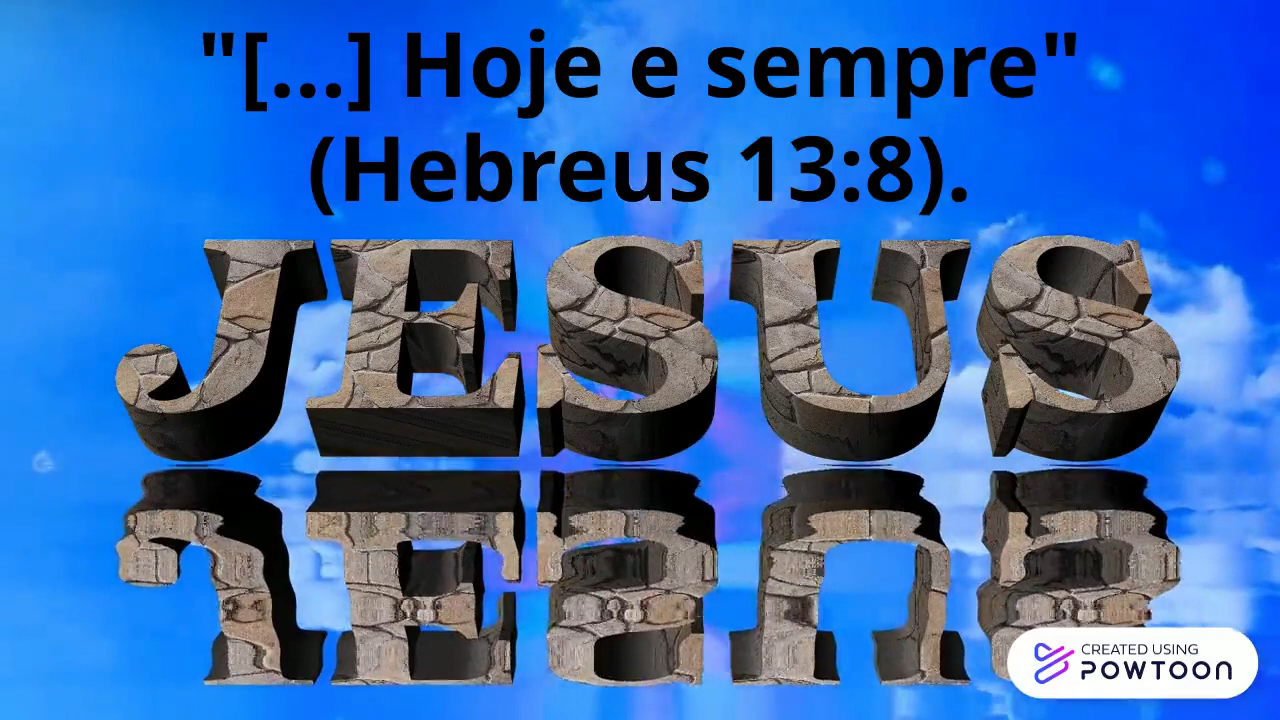 "[...] Hoje e sempre"
(Hebreus 13:8).
JESUS
CREATED USING
POWTOON